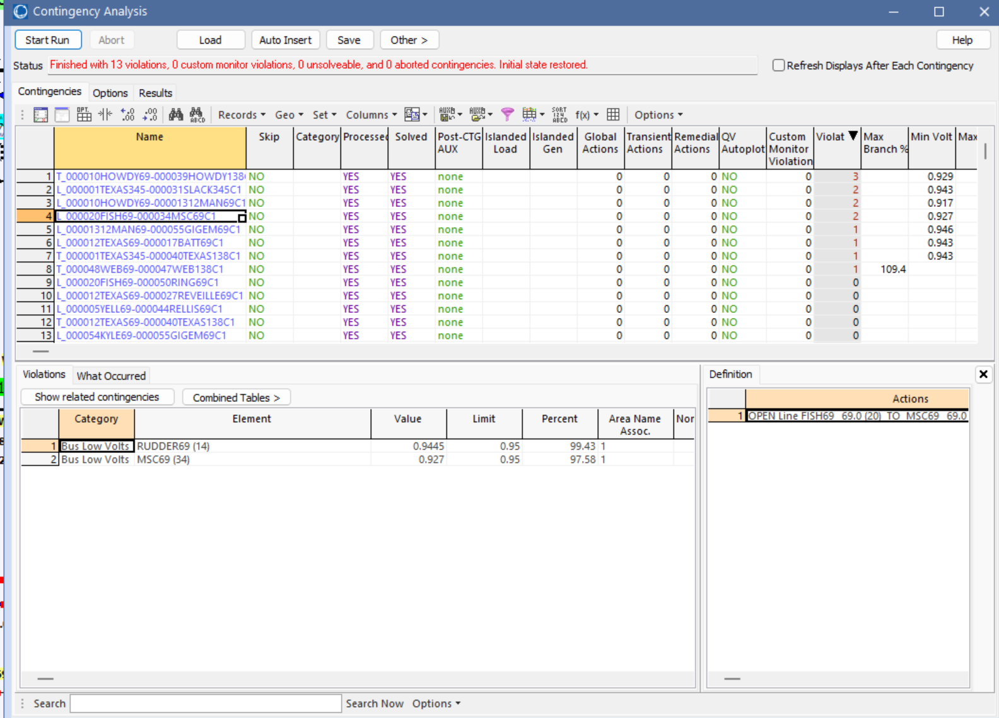 Contingency Analysis
Start Run Abort Load Auto Insert Save Other > Help
Status Finished with 13 violations, 0 custom monitor violations, 0 unsolveable, and 0 aborted contingencies. Initial state restored. Refresh Displays After Each Contingency
Contingencies Options Results
Records Geo Set Columns f(x) Options
Name Skip Category Processed Solved Post-CTG AUX Islanded Load Islanded Gen Global Actions Transient Actions Remedial Actions QV Autoplot Custom Monitor Violation Violat Max Branch % Min Volt Max
1 T_000010HOWDY69-000039HOWDY138 NO YES YES none 0 0 0 NO 0 3 0.929
2 L_000001TEXAS345-000031SLACK345C1 NO YES YES none 0 0 0 NO 0 2 0.943
3 L_000010HOWDY69-00001312MAN69C1 NO YES YES none 0 0 0 NO 0 2 0.917
4 L_000020FISH69-000034MSC69C1 NO YES YES none 0 0 0 NO 0 2 0.927
5 L_00001312MAN69-000055GIGEM69C1 NO YES YES none 0 0 0 NO 0 1 0.946
6 L_000012TEXAS69-000017BATT69C1 NO YES YES none 0 0 0 NO 0 1 0.943
7 T_000001TEXAS345-000040TEXAS138C1 NO YES YES none 0 0 0 NO 0 1 0.943
8 T_000048WEB69-000047WEB138C1 NO YES YES none 0 0 0 NO 0 1 109.4
9 L_000020FISH69-000050RING69C1 NO YES YES none 0 0 0 NO 0 0
10 L_000012TEXAS69-000027REVEILLE69C1 NO YES YES none 0 0 0 NO 0 0
11 L_000005YELL69-000044RELLIS69C1 NO YES YES none 0 0 0 NO 0 0
12 T_000012TEXAS69-000040TEXAS138C1 NO YES YES none 0 0 0 NO 0 0
13 L_000054KYLE69-000055GIGEM69C1 NO YES YES none 0 0 0 NO 0 0
Violations What Occurred
Show related contingencies Combined Tables >
Category Element Value Limit Percent Area Name Assoc. Nor
1 Bus Low Volts RUDDER69 (14) 0.9445 0.95 99.43 1
2 Bus Low Volts MSC69 (34) 0.927 0.95 97.58 1
Definition
Actions
1 OPEN Line FISH69 69.0 (20) TO MSC69 69.0
Search Search Now Options